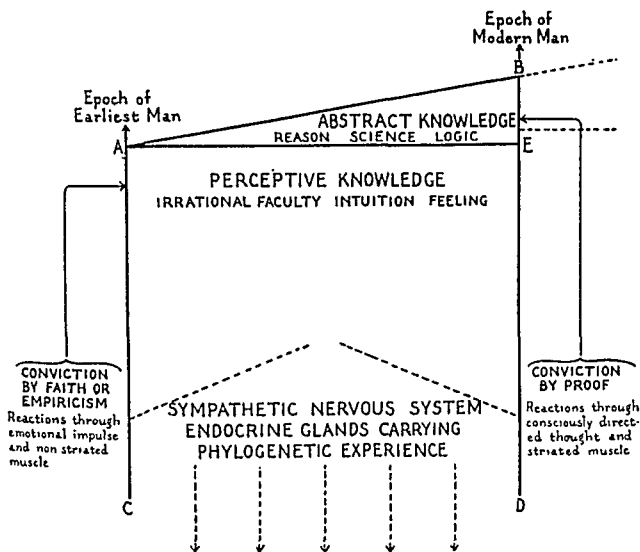 Epoch of
Modern Man
B
Epoch of
Earliest Man
ABSTRACT KNOWLEDGE
REASON SCIENCE LOGIC
A
E
PERCEPTIVE KNOWLEDGE
IRRATIONAL FACULTY INTUITION FEELING
CONVICTION
BY FAITH OR
EMPIRICISM
Reactions through
emotional impulse
and non striated
muscle
SYMPATHETIC NERVOUS SYSTEM
ENDOCRINE GLANDS CARRYING
PHYLOGENETIC EXPERIENCE
CONVICTION
BY PROOF
Reactions through
consciously direct-
ed thought and
striated muscle
C
D